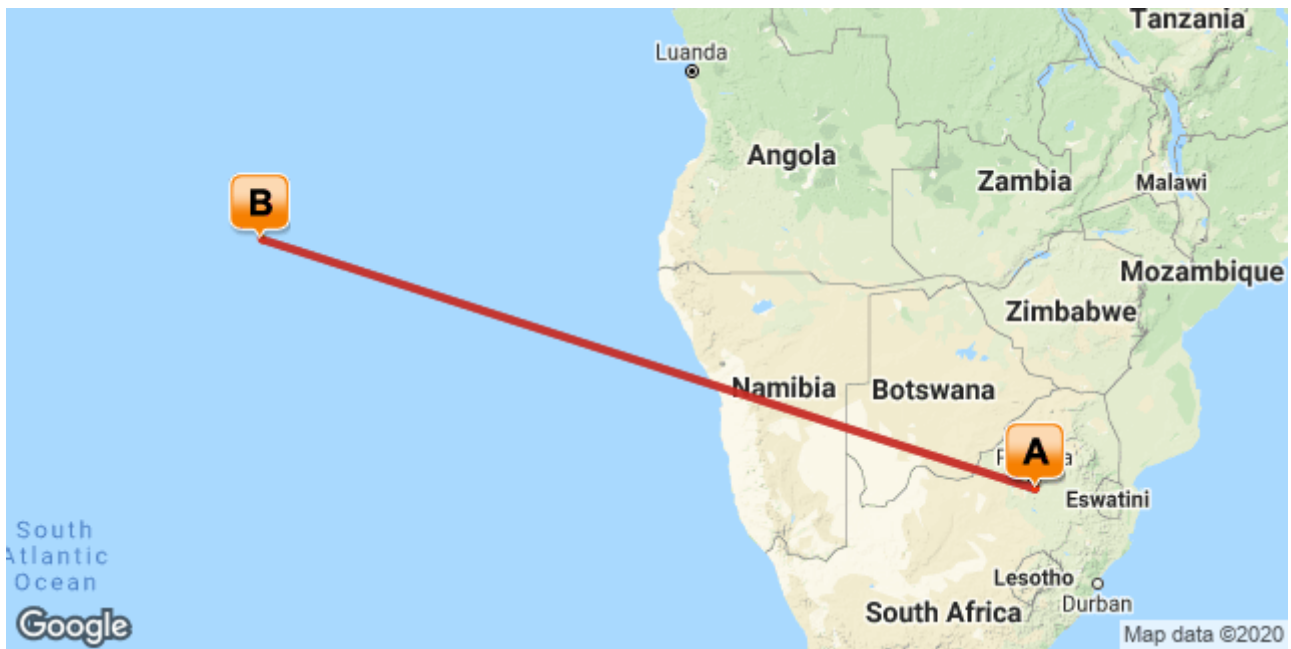 Tanzania
Luanda
Angola
Zambia
Malawi
B
Mozambique
Zimbabwe
Namibia
Botswana
A
Eswatini
South
Atlantic
Ocean
Lesotho
Durban
South Africa
Google
Map data ©2020